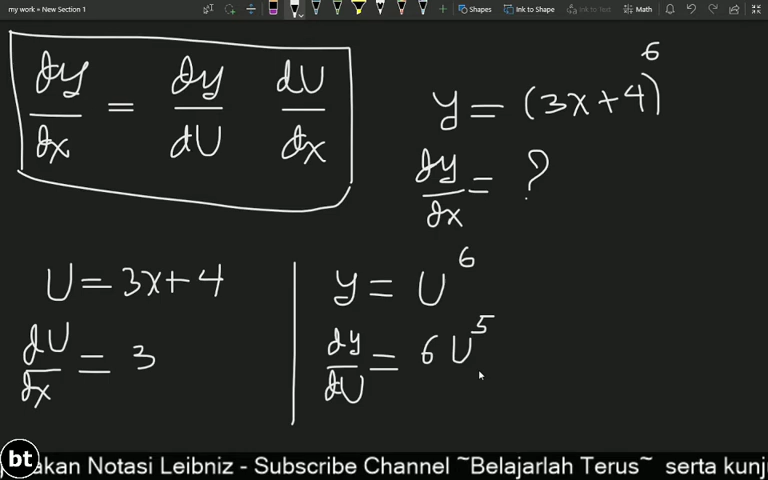 my work » New Section 1
Shapes Ink to Shape Ink to Text Math
dy/dx = dy/dU dU/dx
y = (3x+4)^6
dy/dx = ?
U = 3x+4
dU/dx = 3
y = U^6
dy/dU = 6U^5
bt
akan Notasi Leibniz - Subscribe Channel ~Belajarlah Terus~ serta kunju